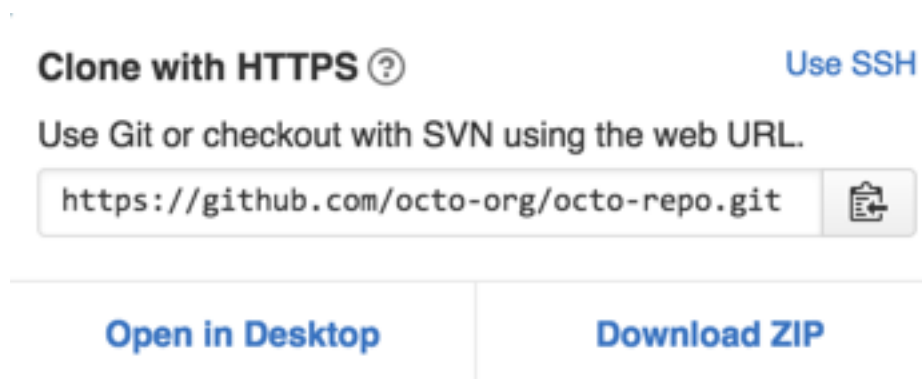 Clone with HTTPS ?
Use SSH
Use Git or checkout with SVN using the web URL.
https://github.com/octo-org/octo-repo.git
Open in Desktop
Download ZIP